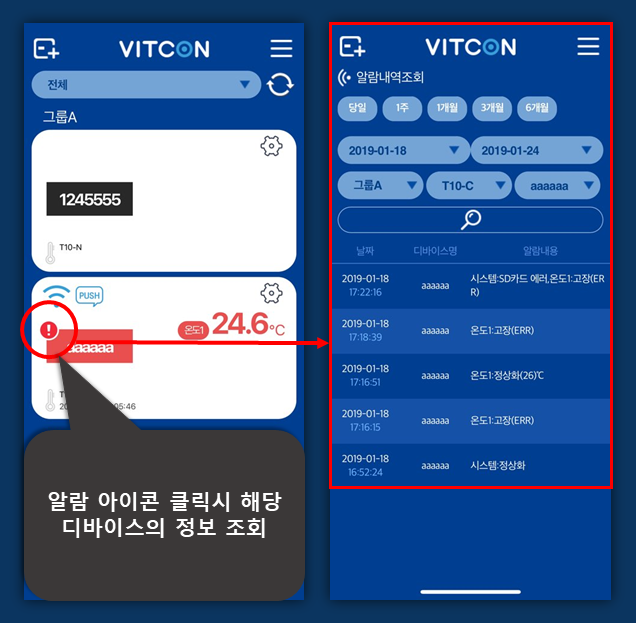 VITCON
전체
그룹A
1245555
T10-N
PUSH
온도1 24.6℃
aaaaaa
05:46
알람 아이콘 클릭시 해당
디바이스의 정보 조회
VITCON
알람내역조회
당일 1주 1개월 3개월 6개월
2019-01-18 2019-01-24
그룹A T10-C aaaaaa
날짜 디바이스명 알람내용
2019-01-18
17:22:16
aaaaaa
시스템:SD카드 에러,온도1:고장(ER
R)
2019-01-18
17:18:39
aaaaaa
온도1:고장(ERR)
2019-01-18
17:16:51
aaaaaa
온도1:정상화(26)℃
2019-01-18
17:16:15
aaaaaa
온도1:고장(ERR)
2019-01-18
16:52:24
aaaaaa
시스템:정상화